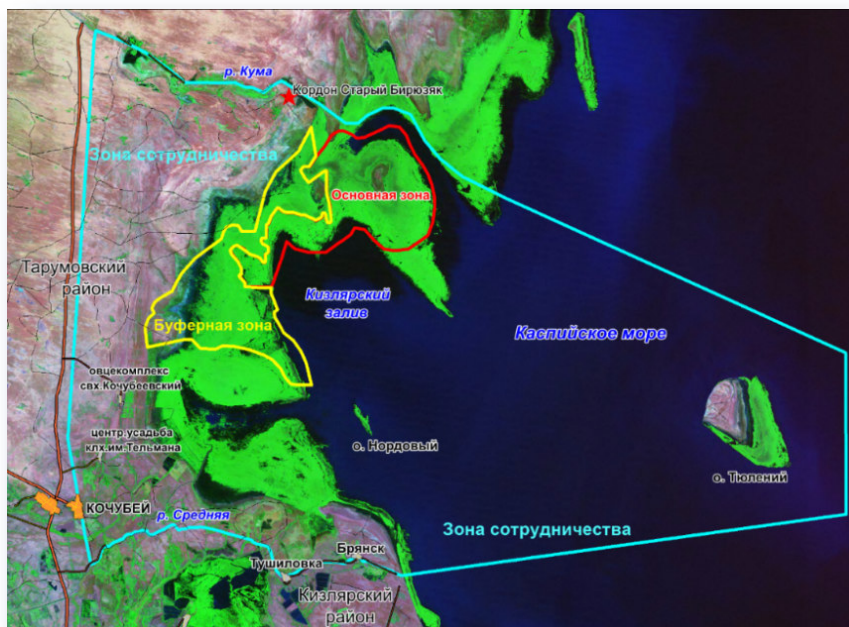 р. Кума
Кордон Старый Бирюзяк
Зона сотрудничества
Основная зона
Тарумовский
район
Кизлярский
залив
Буферная зона
Каспийское море
овцекомплекс
свх.Кочубеевский
центр.усадьба
клх.им.Тельмана
о. Нордовый
о. Тюлений
КОЧУБЕЙ
р. Средняя
Зона сотрудничества
Брянск
Тушиловка
Кизлярский
район